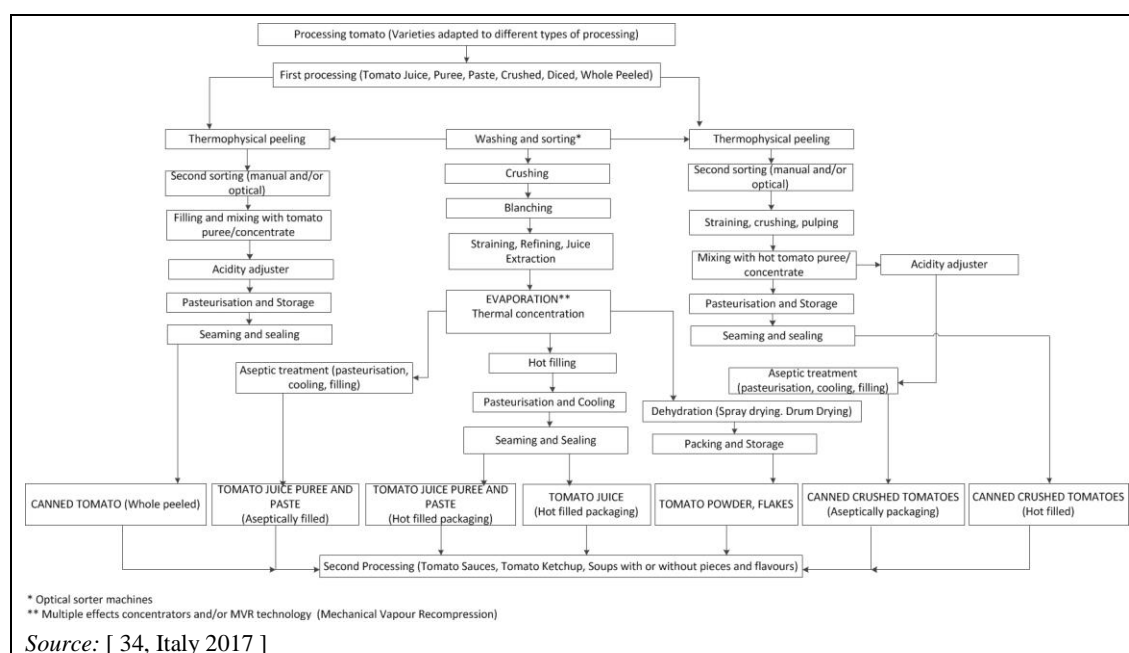 Processing tomato (Varieties adapted to different types of processing)
First processing (Tomato Juice, Puree, Paste, Crushed, Diced, Whole Peeled)
Thermophysical peeling
Washing and sorting*
Thermophysical peeling
Second sorting (manual and/or
optical)
Crushing
Second sorting (manual and/or
optical)
Filling and mixing with tomato
puree/concentrate
Blanching
Straining, crushing, pulping
Acidity adjuster
Straining, Refining, Juice
Extraction
Mixing with hot tomato puree/
concentrate
Acidity adjuster
Pasteurisation and Storage
EVAPORATION**
Thermal concentration
Pasteurisation and Storage
Seaming and sealing
Seaming and sealing
Aseptic treatment (pasteurisation,
cooling, filling)
Hot filling
Aseptic treatment
(pasteurisation, cooling, filling)
Pasteurisation and Cooling
Dehydration (Spray drying. Drum Drying)
Seaming and Sealing
Packing and Storage
CANNED TOMATO (Whole peeled)
TOMATO JUICE PUREE AND
PASTE
(Aseptically filled)
TOMATO JUICE PUREE AND
PASTE
(Hot filled packaging)
TOMATO JUICE
(Hot filled packaging)
TOMATO POWDER, FLAKES
CANNED CRUSHED TOMATOES
(Aseptically packaging)
CANNED CRUSHED TOMATOES
(Hot filled)
Second Processing (Tomato Sauces, Tomato Ketchup, Soups with or without pieces and flavours)
* Optical sorter machines
** Multiple effects concentrators and/or MVR technology (Mechanical Vapour Recompression)
Source: [ 34, Italy 2017 ]